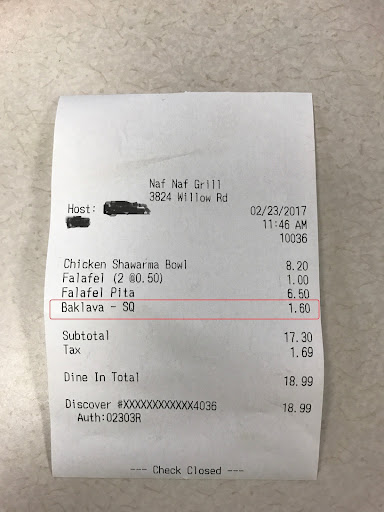 Naf Naf Grill
3824 Willow Rd
Host:
02/23/2017
11:46 AM
10036
Chicken Shawarma Bowl 8.20
Falafel (2 @0.50) 1.00
Falafel Pita 6.50
Baklava - SQ 1.60
Subtotal 17.30
Tax 1.69
Dine In Total 18.99
Discover #XXXXXXXXXXXX4036 18.99
Auth:02303R
--- Check Closed ---